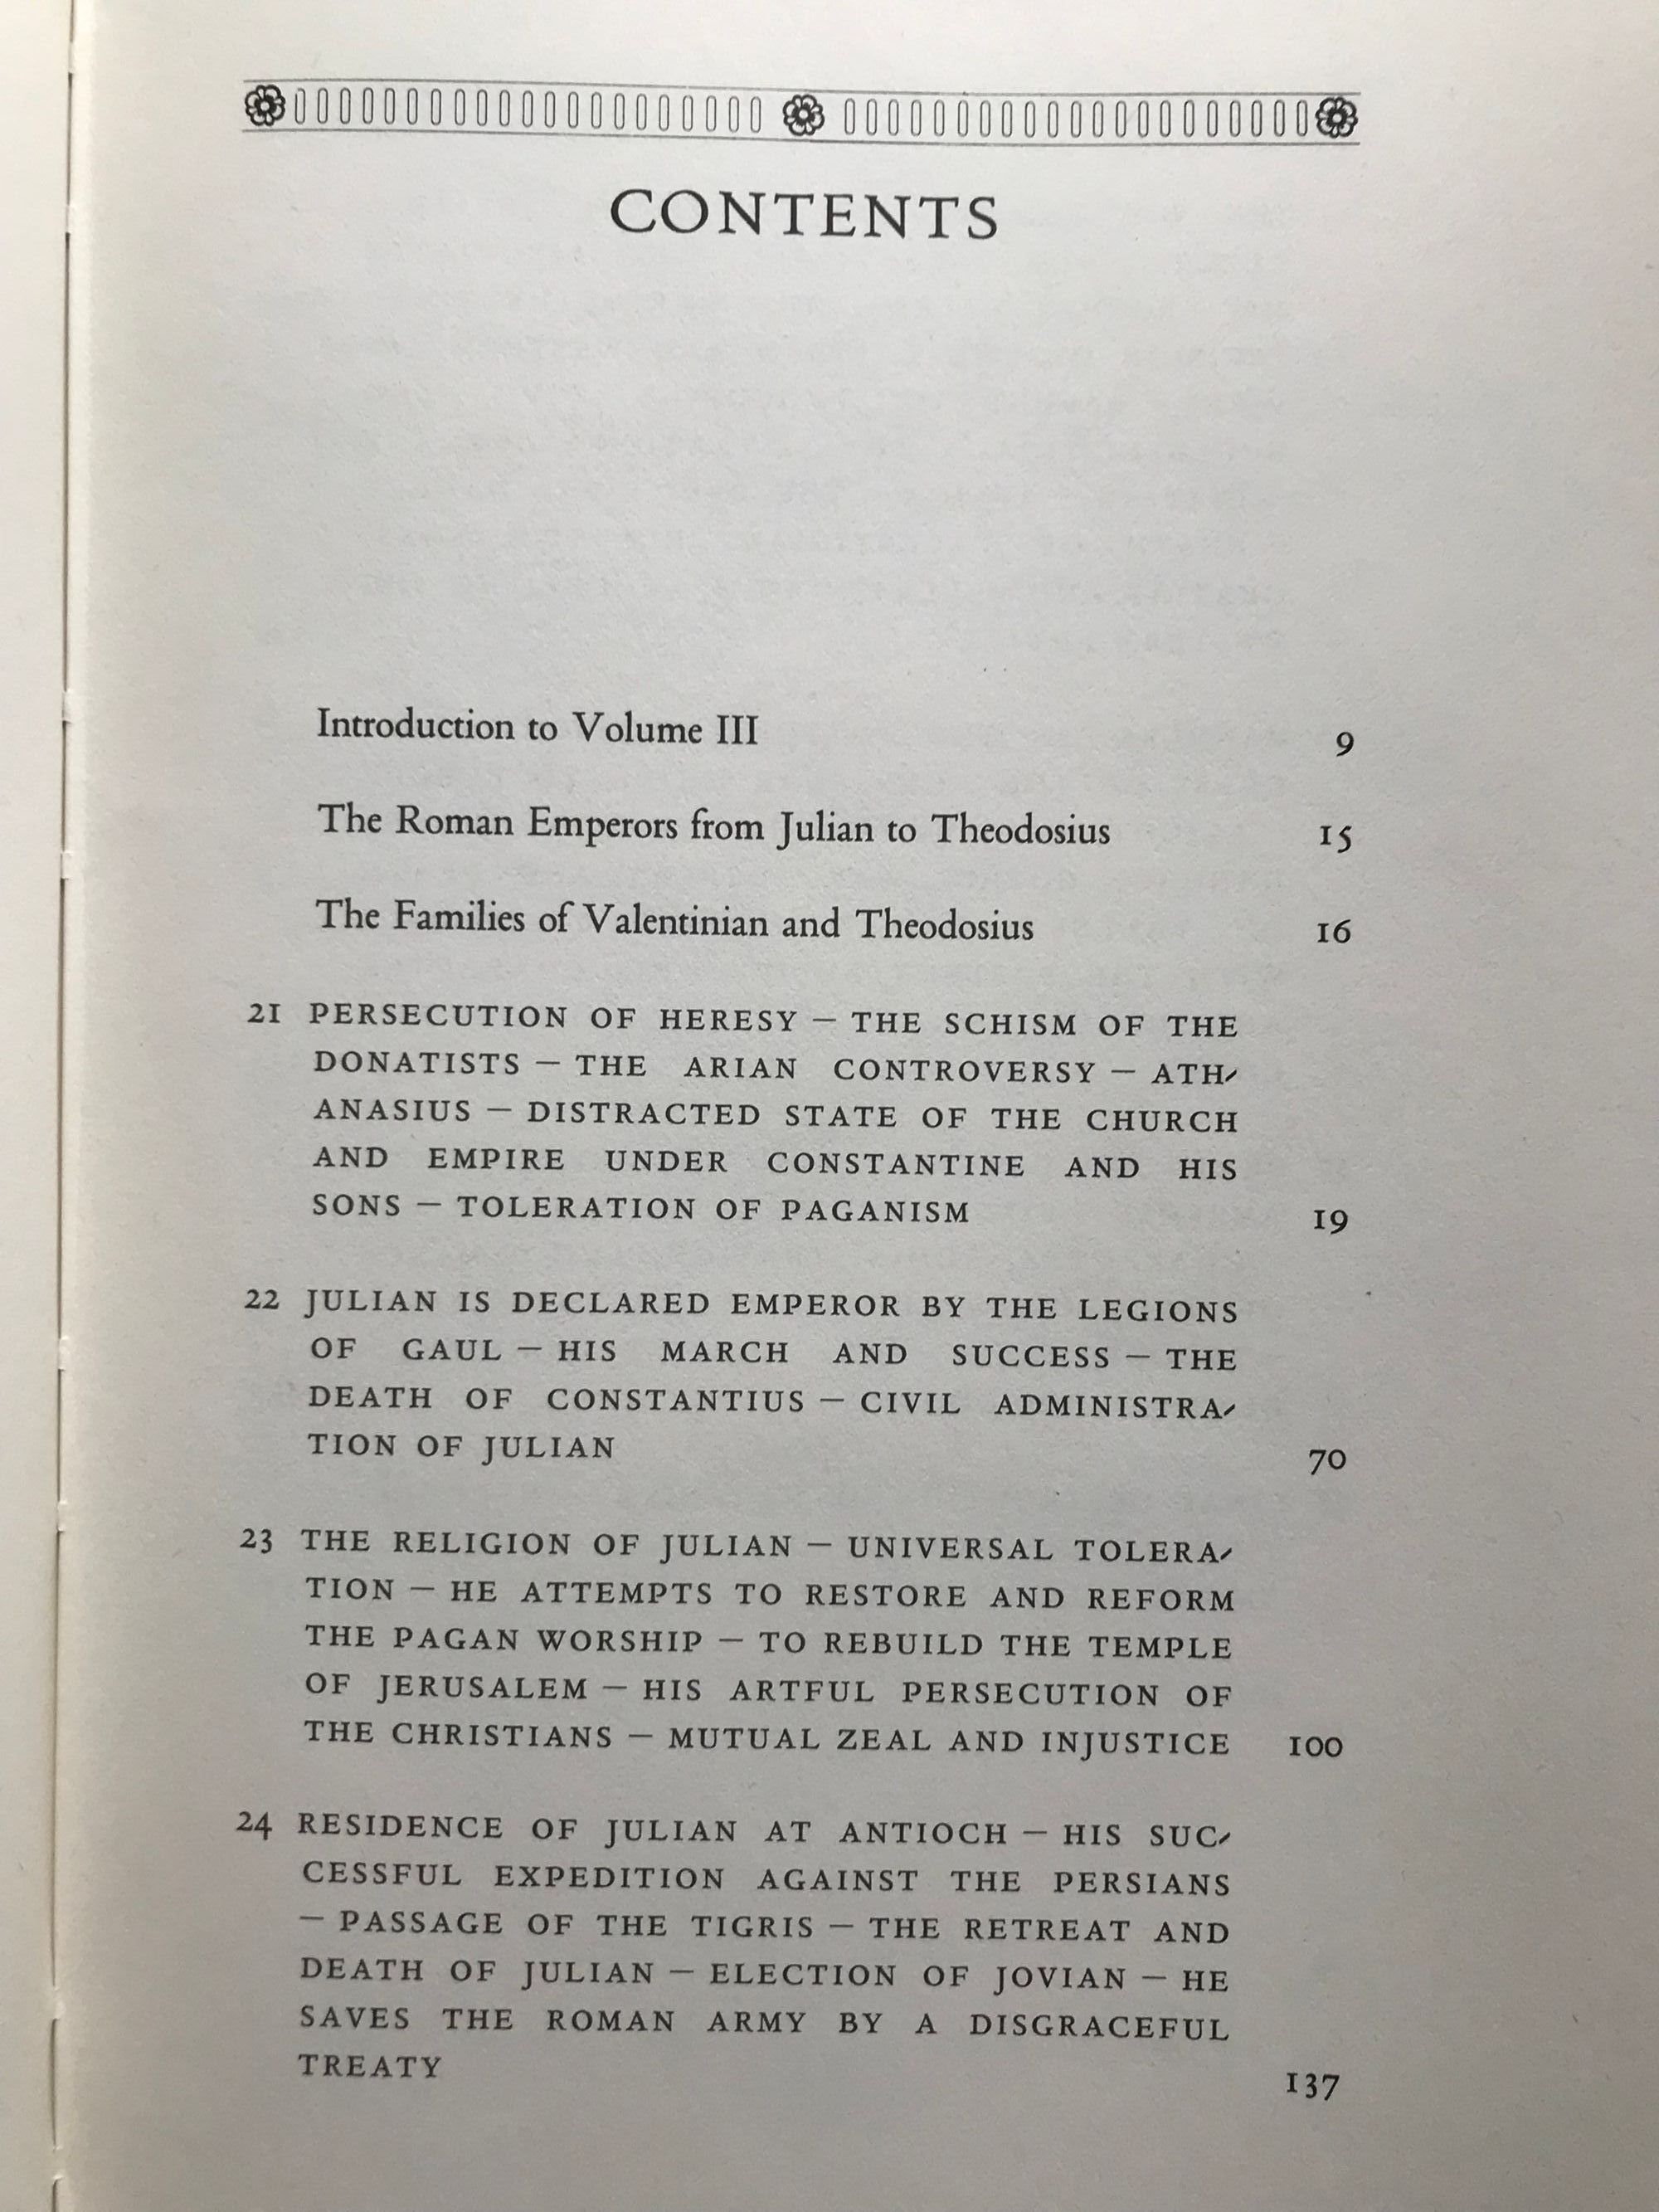 CONTENTS
Introduction to Volume III 9
The Roman Emperors from Julian to Theodosius 15
The Families of Valentinian and Theodosius 16
21 PERSECUTION OF HERESY – THE SCHISM OF THE
DONATISTS – THE ARIAN CONTROVERSY – ATH-
ANASIUS – DISTRACTED STATE OF THE CHURCH
AND EMPIRE UNDER CONSTANTINE AND HIS
SONS – TOLERATION OF PAGANISM 19
22 JULIAN IS DECLARED EMPEROR BY THE LEGIONS
OF GAUL – HIS MARCH AND SUCCESS – THE
DEATH OF CONSTANTIUS – CIVIL ADMINISTRA-
TION OF JULIAN 70
23 THE RELIGION OF JULIAN – UNIVERSAL TOLERA-
TION – HE ATTEMPTS TO RESTORE AND REFORM
THE PAGAN WORSHIP – TO REBUILD THE TEMPLE
OF JERUSALEM – HIS ARTFUL PERSECUTION OF
THE CHRISTIANS – MUTUAL ZEAL AND INJUSTICE 100
24 RESIDENCE OF JULIAN AT ANTIOCH – HIS SUC-
CESSFUL EXPEDITION AGAINST THE PERSIANS
– PASSAGE OF THE TIGRIS – THE RETREAT AND
DEATH OF JULIAN – ELECTION OF JOVIAN – HE
SAVES THE ROMAN ARMY BY A DISGRACEFUL
TREATY 137